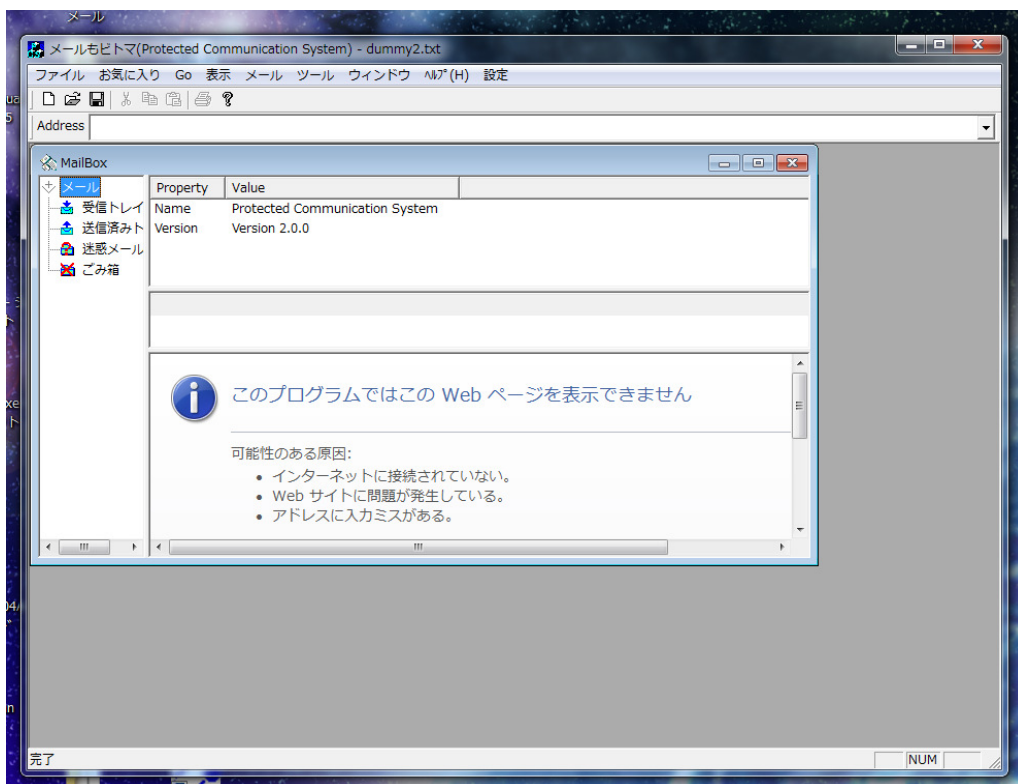 メール
メールもビトマ(Protected Communication System) - dummy2.txt
ファイル お気に入り Go 表示 メール ツール ウィンドウ ﾍﾙﾌﾟ(H) 設定
Address
MailBox
メール
受信トレイ
送信済みト
迷惑メール
ごみ箱
Property Value
Name Protected Communication System
Version Version 2.0.0
このプログラムではこの Web ページを表示できません
可能性のある原因:
• インターネットに接続されていない。
• Web サイトに問題が発生している。
• アドレスに入力ミスがある。
完了
NUM